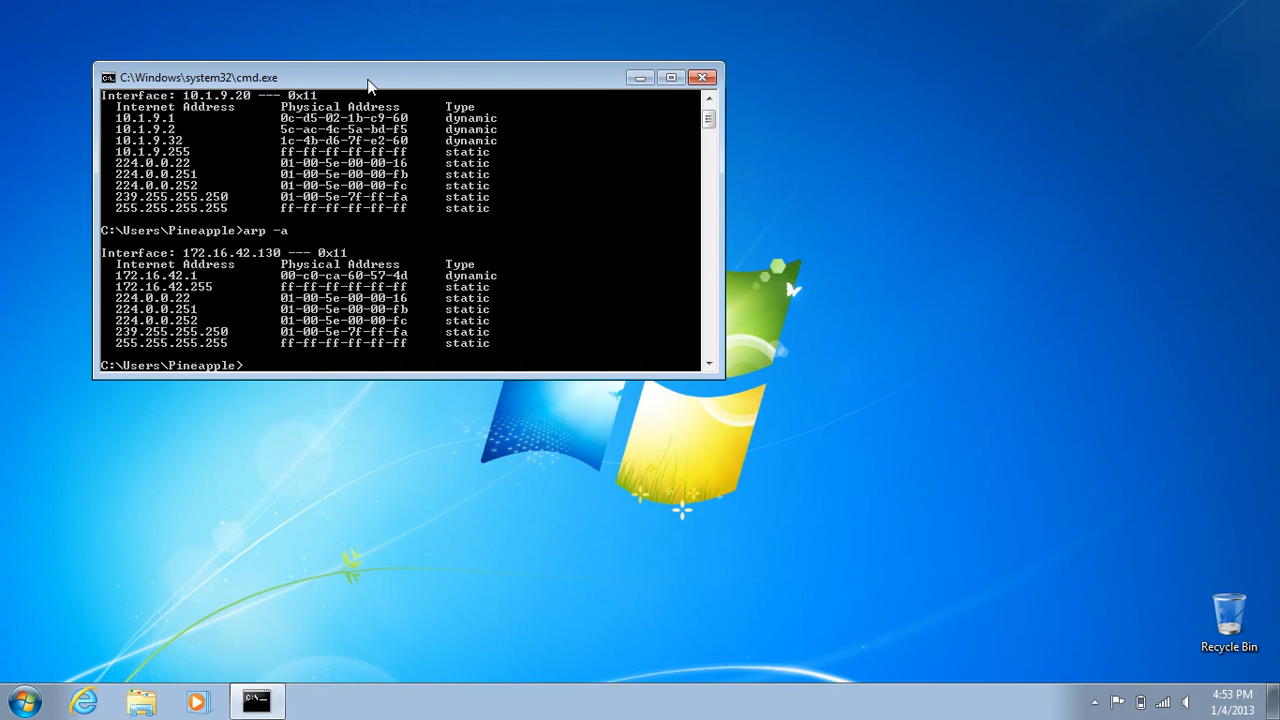 C:\Windows\system32\cmd.exe
Interface: 10.1.9.20 --- 0x11
Internet Address Physical Address Type
10.1.9.1 0c-d5-02-1b-c9-60 dynamic
10.1.9.2 5c-ac-4c-5a-bd-f5 dynamic
10.1.9.32 1c-4b-d6-7f-e2-60 dynamic
10.1.9.255 ff-ff-ff-ff-ff-ff static
224.0.0.22 01-00-5e-00-00-16 static
224.0.0.251 01-00-5e-00-00-fb static
224.0.0.252 01-00-5e-00-00-fc static
239.255.255.250 01-00-5e-7f-ff-fa static
255.255.255.255 ff-ff-ff-ff-ff-ff static
C:\Users\Pineapple>arp -a
Interface: 172.16.42.130 --- 0x11
Internet Address Physical Address Type
172.16.42.1 00-c0-ca-60-57-4d dynamic
172.16.42.255 ff-ff-ff-ff-ff-ff static
224.0.0.22 01-00-5e-00-00-16 static
224.0.0.251 01-00-5e-00-00-fb static
224.0.0.252 01-00-5e-00-00-fc static
239.255.255.250 01-00-5e-7f-ff-fa static
255.255.255.255 ff-ff-ff-ff-ff-ff static
C:\Users\Pineapple>
Recycle Bin
4:53 PM
1/4/2013